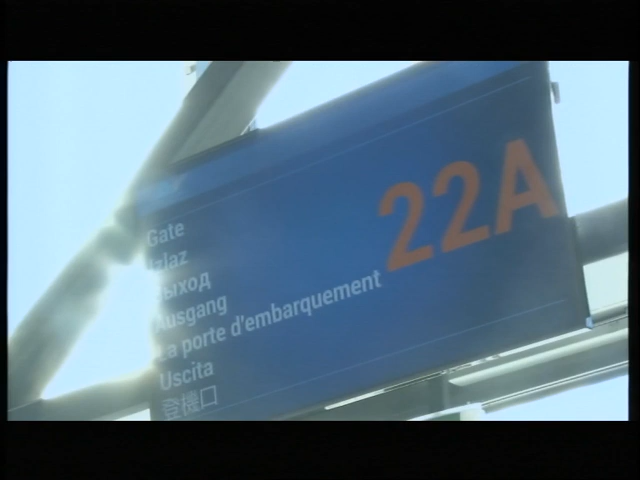 22A
Gate
Izlaz
Выход
Ausgang
La porte d'embarquement
Uscita
登機口